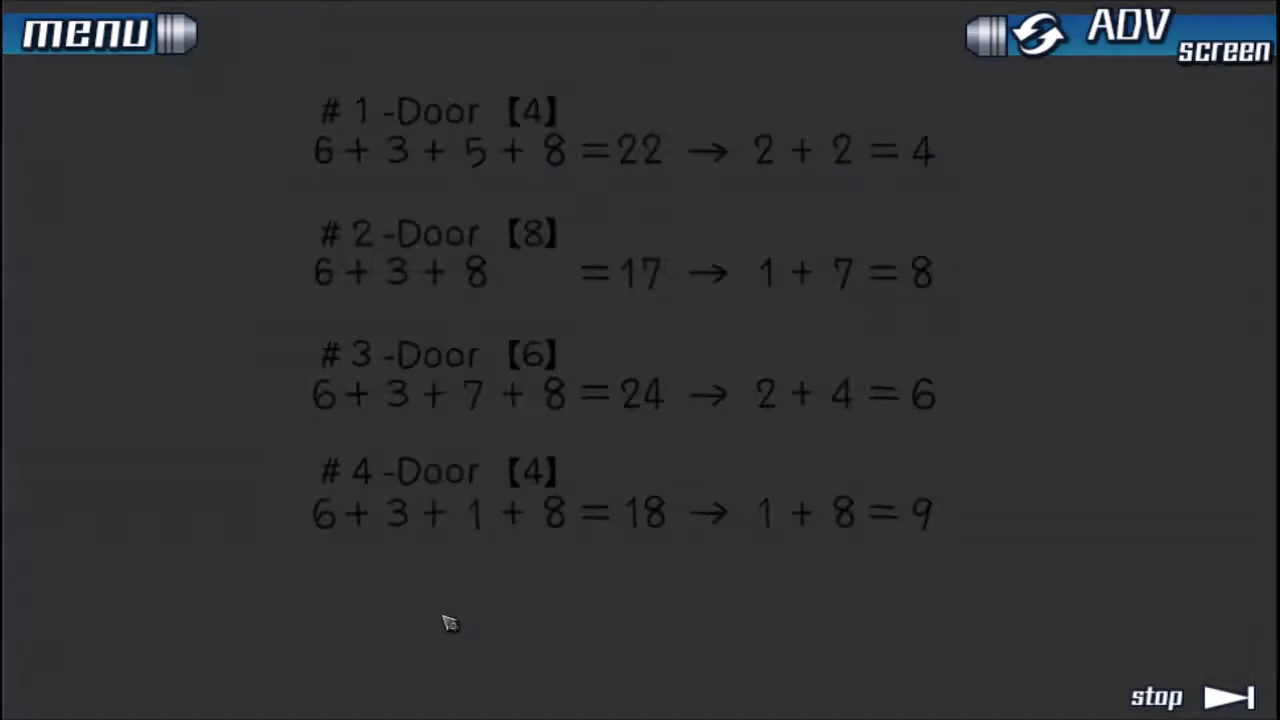 menu
ADV
screen
# 1 -Door 【4】
6 + 3 + 5 + 8 = 22 → 2 + 2 = 4
# 2 -Door 【8】
6 + 3 + 8 = 17 → 1 + 7 = 8
# 3 -Door 【6】
6 + 3 + 7 + 8 = 24 → 2 + 4 = 6
# 4 -Door 【4】
6 + 3 + 1 + 8 = 18 → 1 + 8 = 9
stop